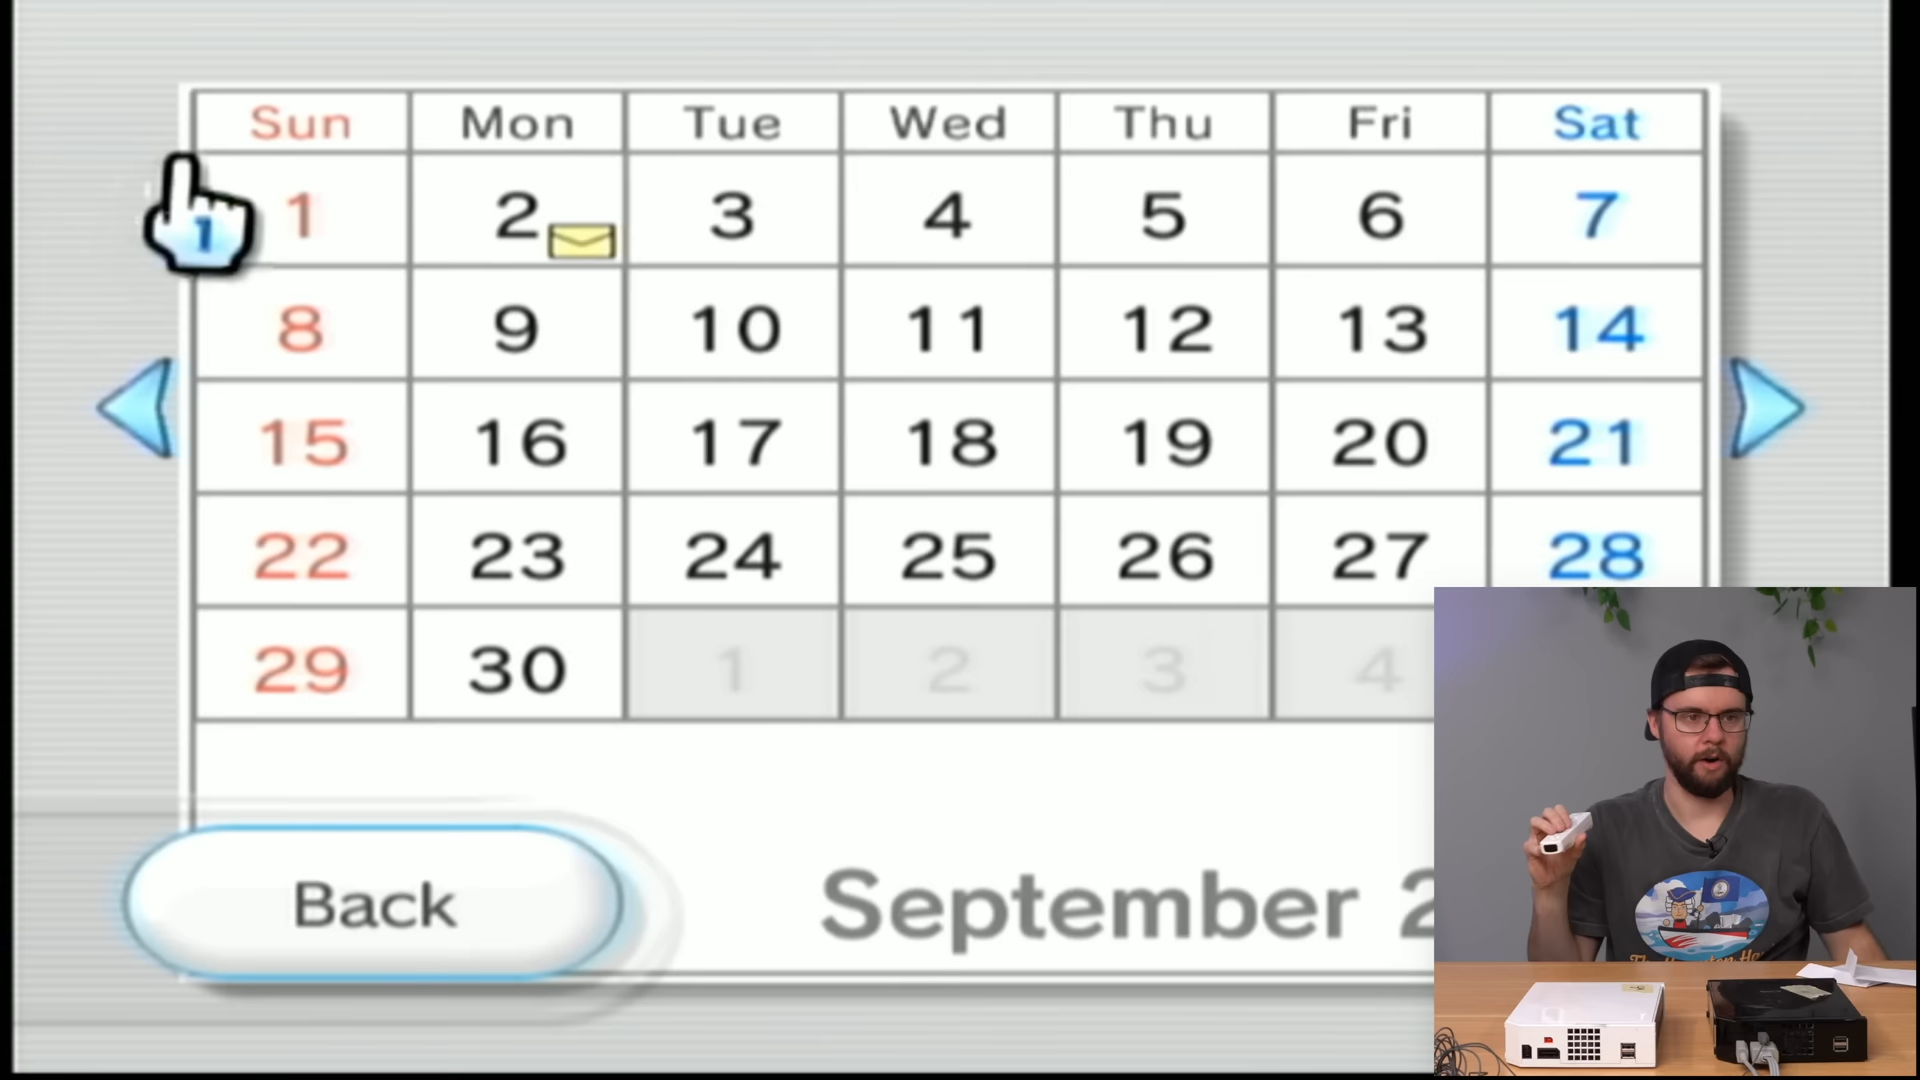 Sun Mon Tue Wed Thu Fri Sat
1 2 3 4 5 6 7
8 9 10 11 12 13 14
15 16 17 18 19 20 21
22 23 24 25 26 27 28
29 30 1 2 3 4
1
Back
September 2